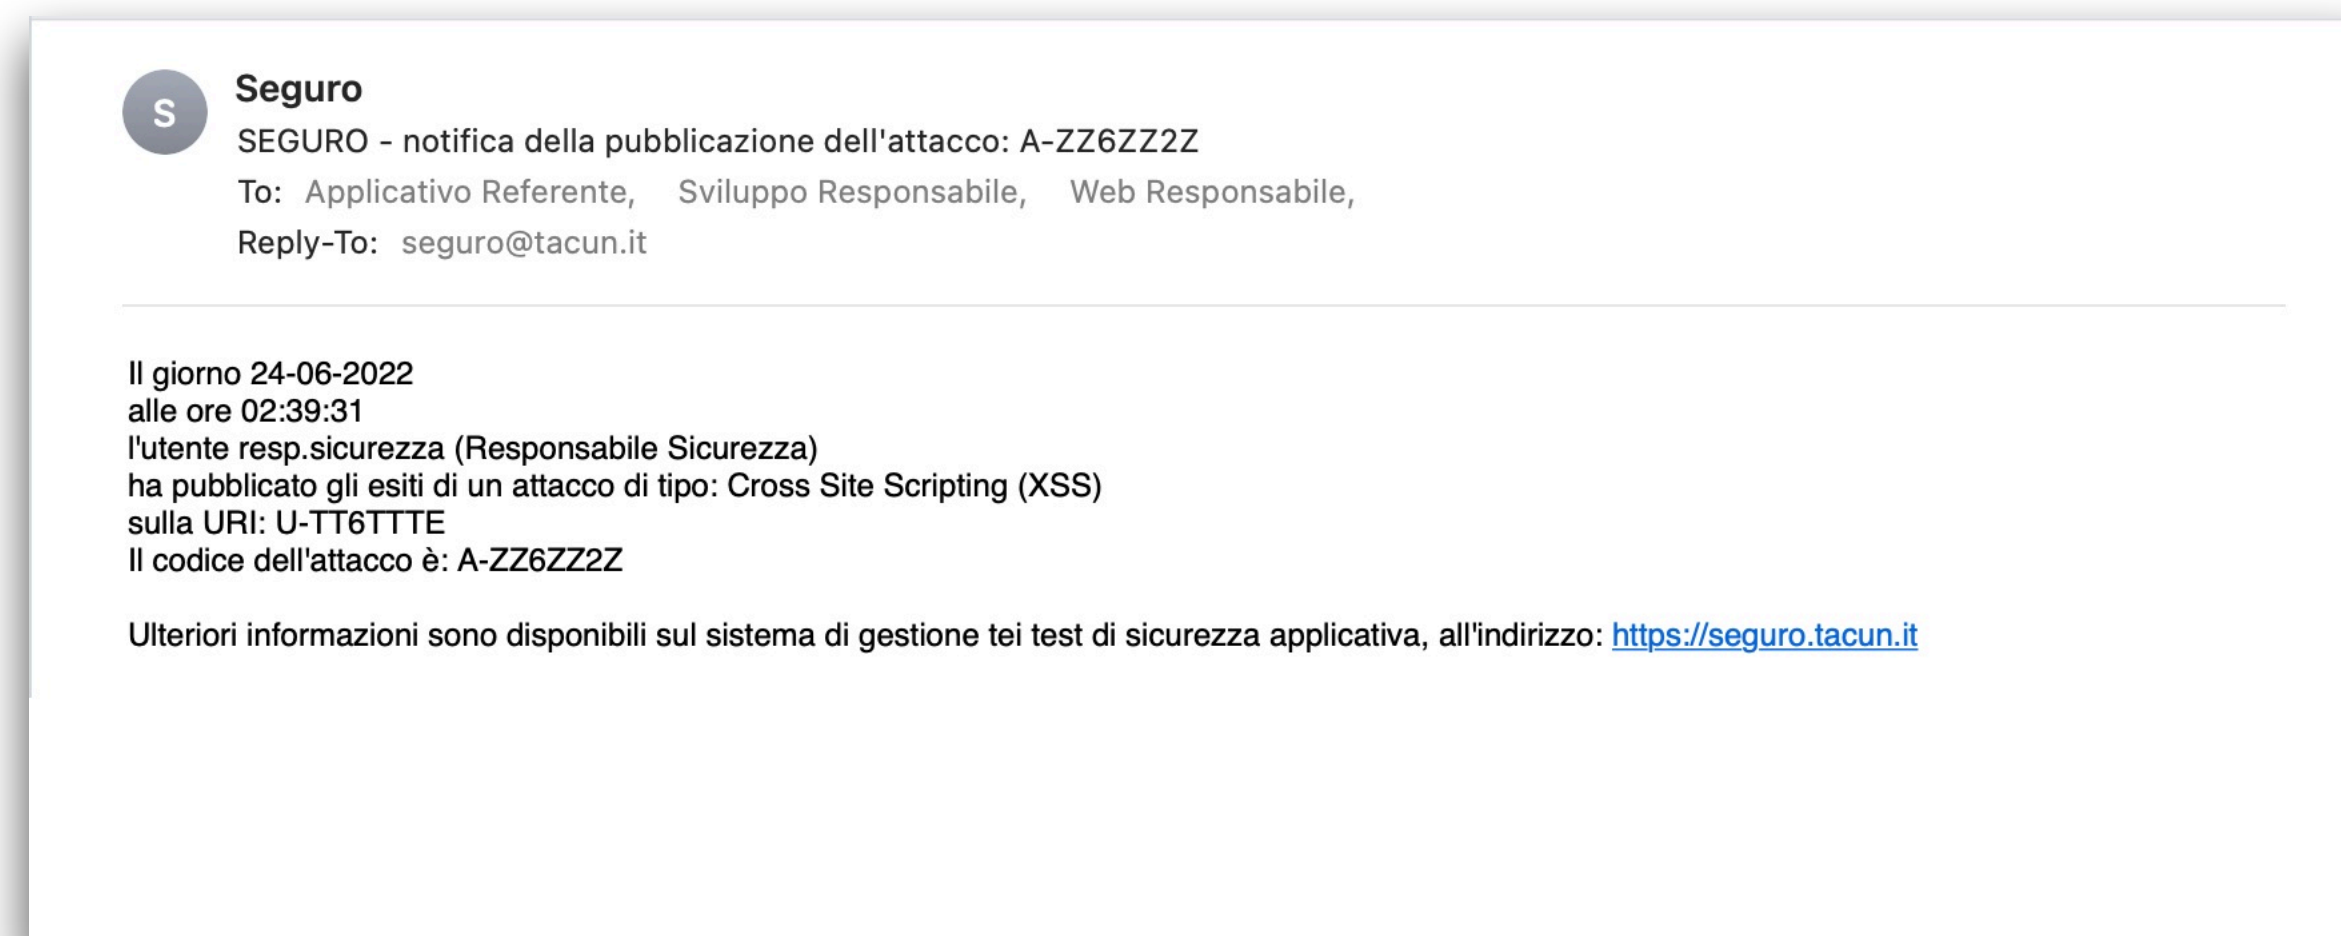 S
Seguro
SEGURO - notifica della pubblicazione dell'attacco: A-ZZ6ZZ2Z
To: Applicativo Referente, Sviluppo Responsabile, Web Responsabile,
Reply-To: seguro@tacun.it
Il giorno 24-06-2022
alle ore 02:39:31
l'utente resp.sicurezza (Responsabile Sicurezza)
ha pubblicato gli esiti di un attacco di tipo: Cross Site Scripting (XSS)
sulla URI: U-TT6TTTE
Il codice dell'attacco è: A-ZZ6ZZ2Z
Ulteriori informazioni sono disponibili sul sistema di gestione tei test di sicurezza applicativa, all'indirizzo: https://seguro.tacun.it